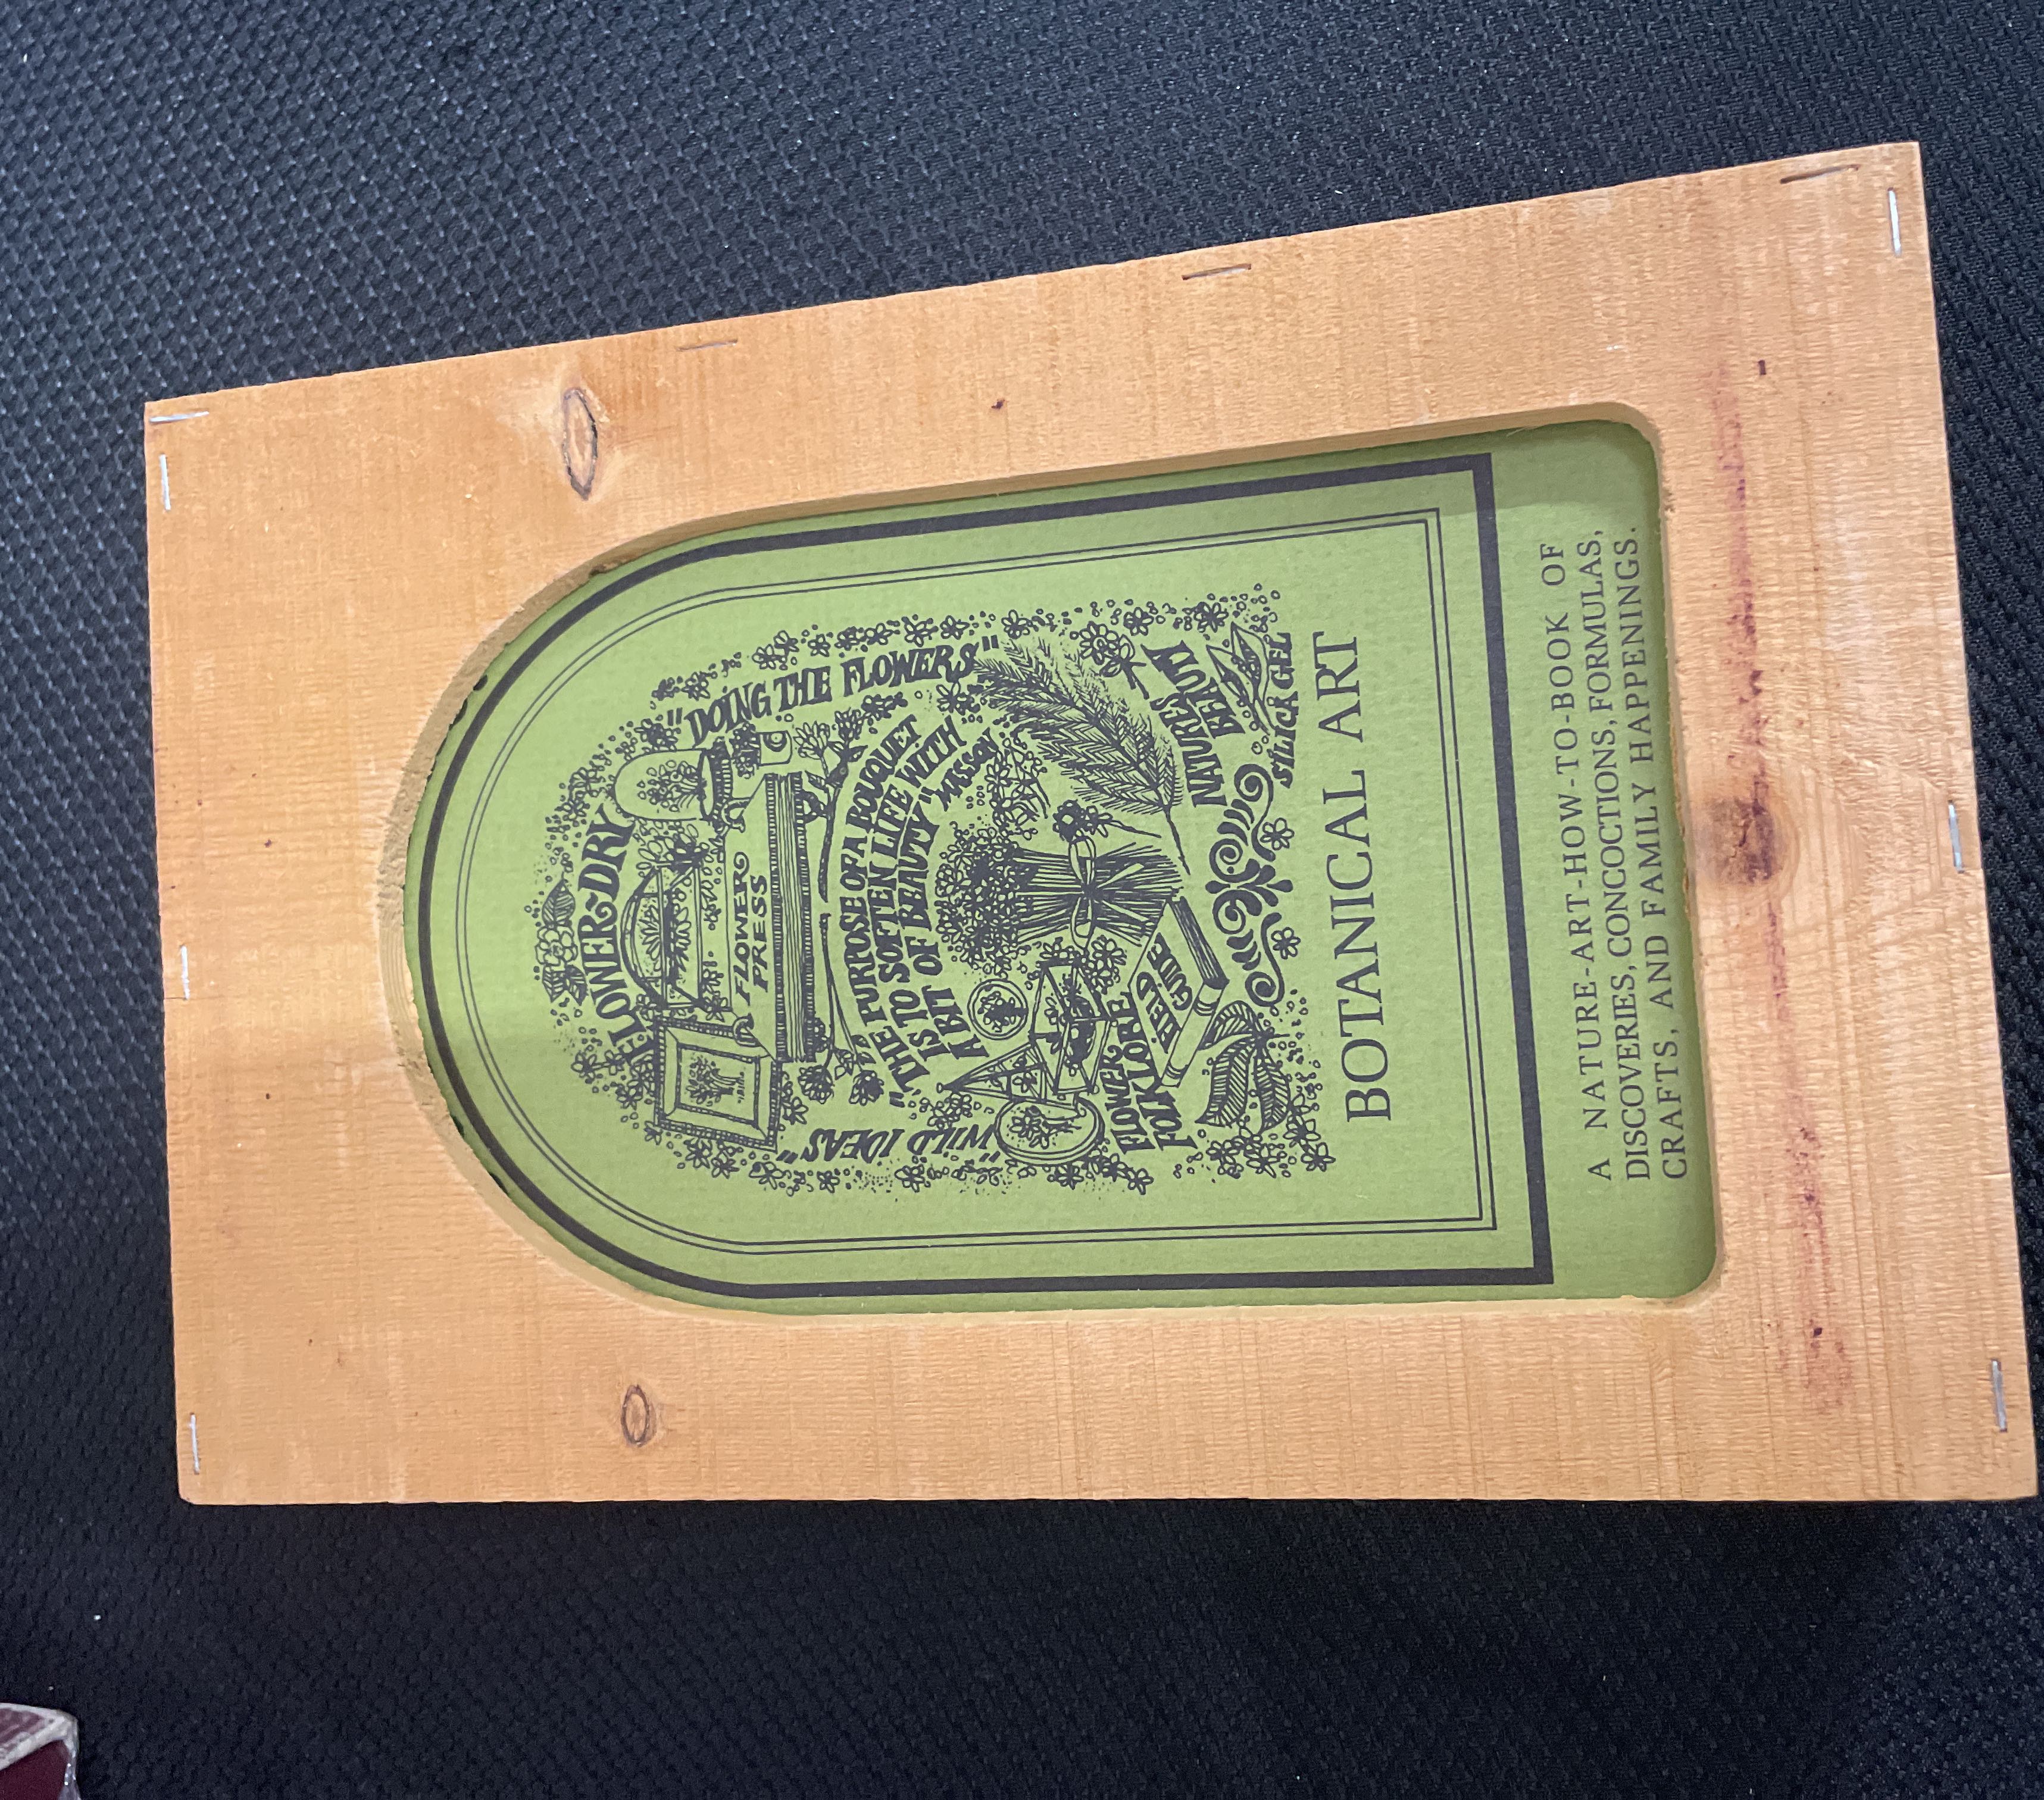 FLOWER~DRY
"DOING THE FLOWERS"
FLOWER
PRESS
"WILD IDEAS"
"THE PURPOSE OF A BOUQUET
IS TO SOFTEN LIFE WITH
A BIT OF BEAUTY"
FLOWER
FOLKLORE
FIELD
GUIDE
NATURES
BEAUTY
SILICA GEL
BOTANICAL ART
A NATURE-ART-HOW-TO-BOOK OF
DISCOVERIES, CONCOCTIONS, FORMULAS,
CRAFTS, AND FAMILY HAPPENINGS.